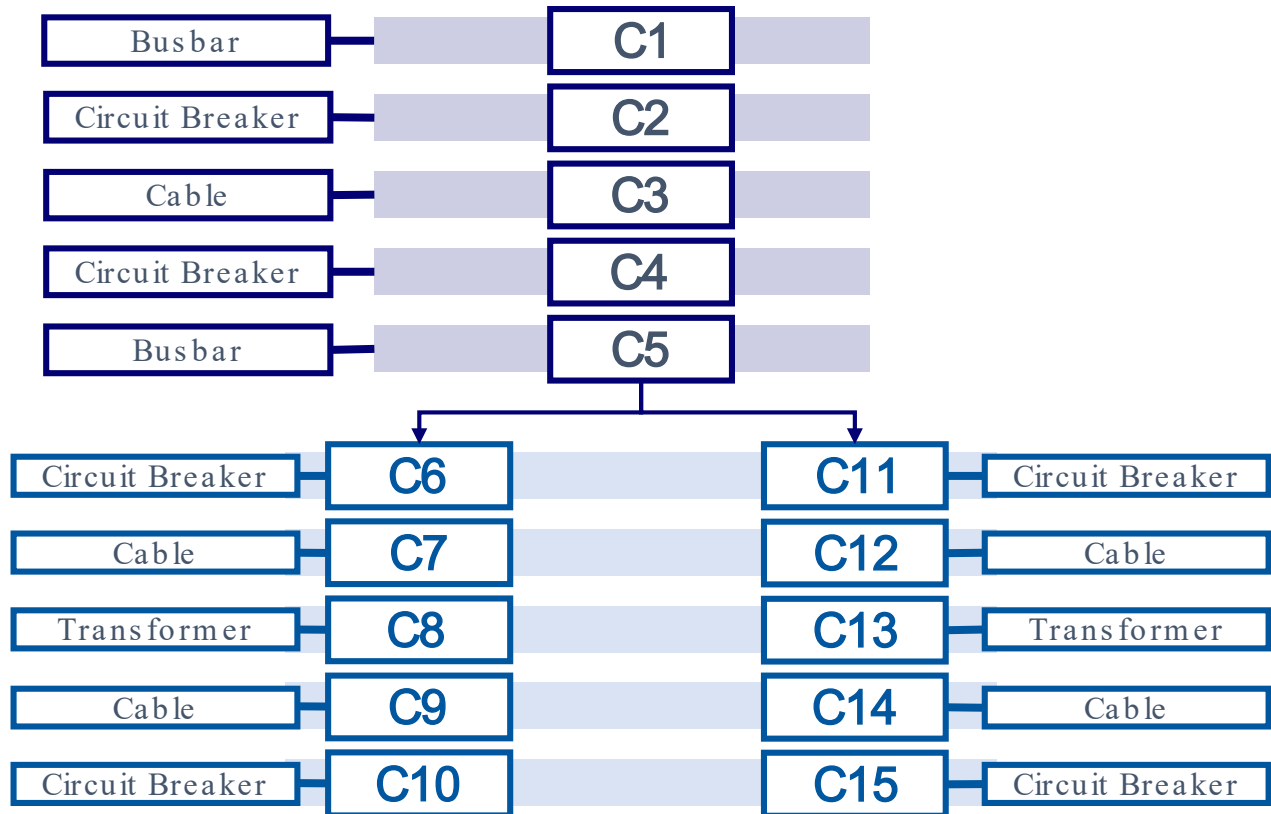 Busbar
C1
Circuit Breaker
C2
Cable
C3
Circuit Breaker
C4
Busbar
C5
Circuit Breaker
C6
C11
Circuit Breaker
Cable
C7
C12
Cable
Transformer
C8
C13
Transformer
Cable
C9
C14
Cable
Circuit Breaker
C10
C15
Circuit Breaker